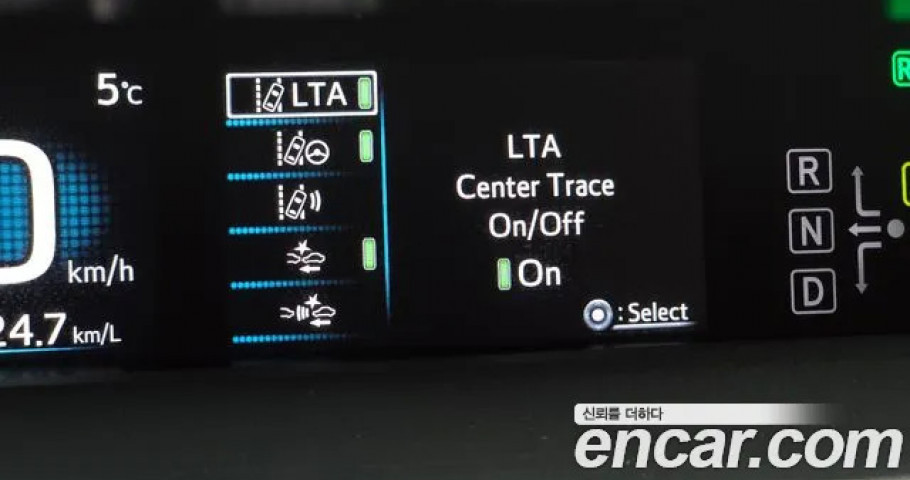 5°C
LTA
km/h
24.7 km/L
LTA
Center Trace
On/Off
On
: Select
R
N
D
R
신뢰를 더하다
encar.com